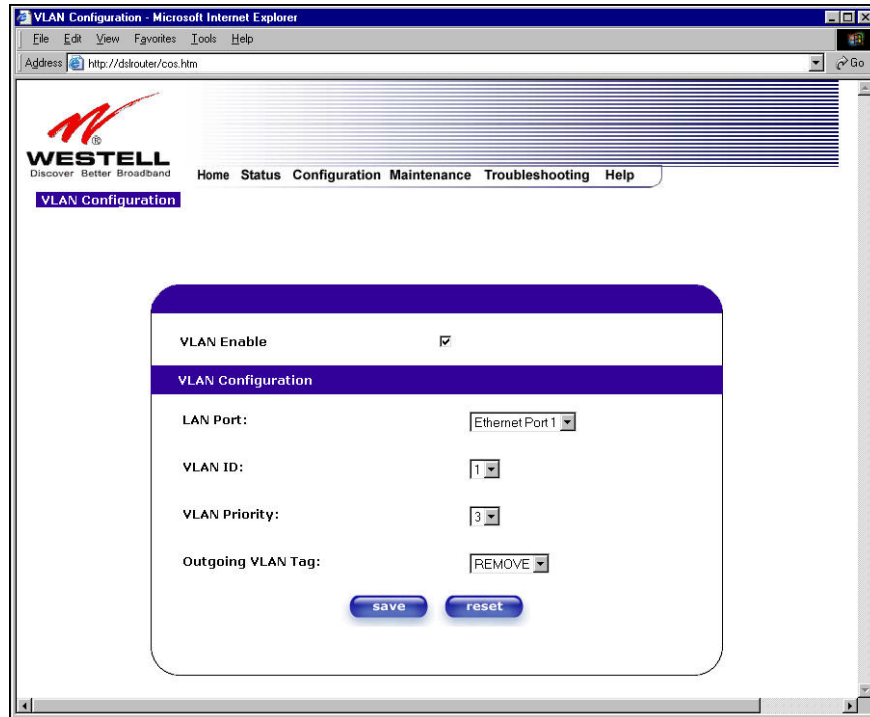 VLAN Configuration - Microsoft Internet Explorer
File Edit View Favorites Tools Help
Address http://dslrouter/cos.htm Go
WESTELL ®
Discover Better Broadband
Home Status Configuration Maintenance Troubleshooting Help
VLAN Configuration
VLAN Enable
VLAN Configuration
LAN Port: Ethernet Port 1
VLAN ID: 1
VLAN Priority: 3
Outgoing VLAN Tag: REMOVE
save reset